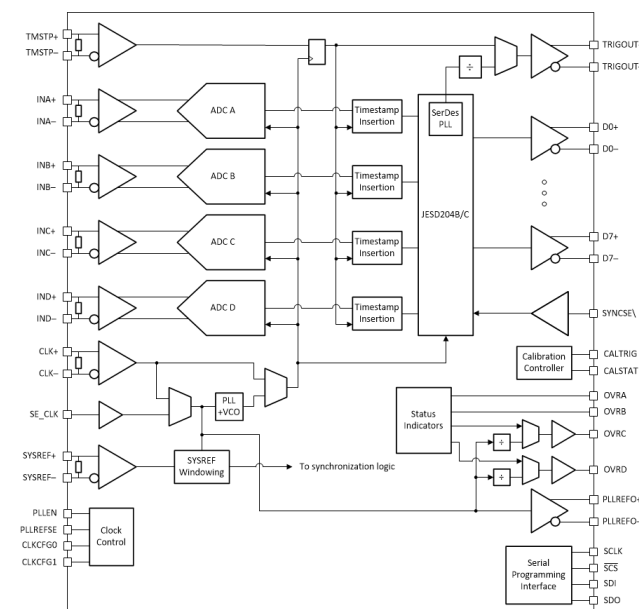 TMSTP+
TMSTP–
INA+
INA–
INB+
INB–
INC+
INC–
IND+
IND–
CLK+
CLK–
SE_CLK
SYSREF+
SYSREF–
PLLEN
PLLREFSE
CLKCFG0
CLKCFG1
ADC A
ADC B
ADC C
ADC D
PLL
+VCO
SYSREF
Windowing
To synchronization logic
Clock
Control
Timestamp
Insertion
Timestamp
Insertion
Timestamp
Insertion
Timestamp
Insertion
SerDes
PLL
JESD204B/C
÷
Calibration
Controller
Status
Indicators
÷
÷
Serial
Programming
Interface
TRIGOUT
TRIGOUT
D0+
D0–
D7+
D7–
SYNCSE\
CALTRIG
CALSTAT
OVRA
OVRB
OVRC
OVRD
PLLREFO+
PLLREFO-
SCLK
SCS
SDI
SDO